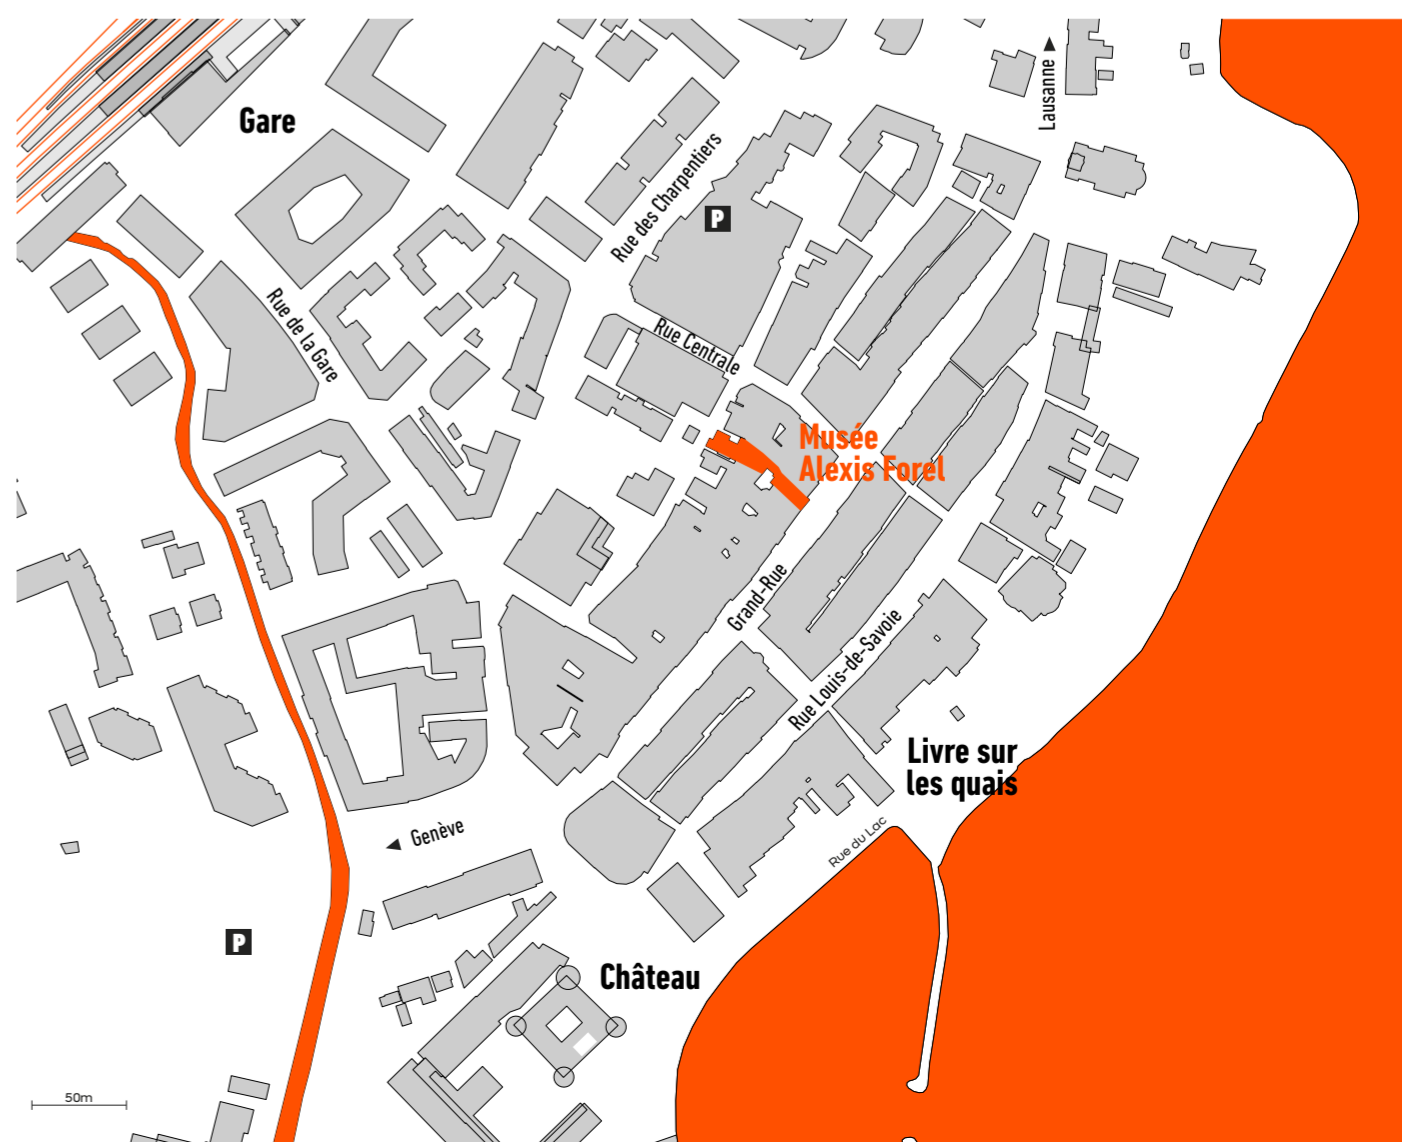 Lausanne
Gare
Rue des Charpentiers
P
Rue de la Gare
Rue Centrale
Musée
Alexis Forel
Grand-Rue
Rue Louis-de-Savoie
Livre sur
les quais
Genève
Rue du Lac
P
Château
50m